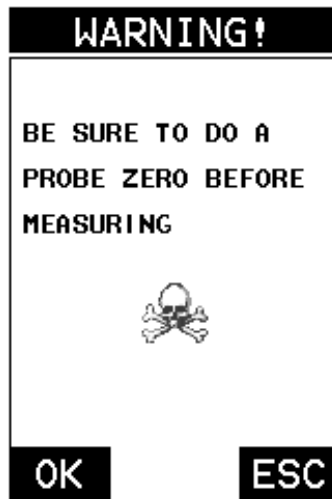 WARNING!
BE SURE TO DO A
PROBE ZERO BEFORE
MEASURING
OK ESC